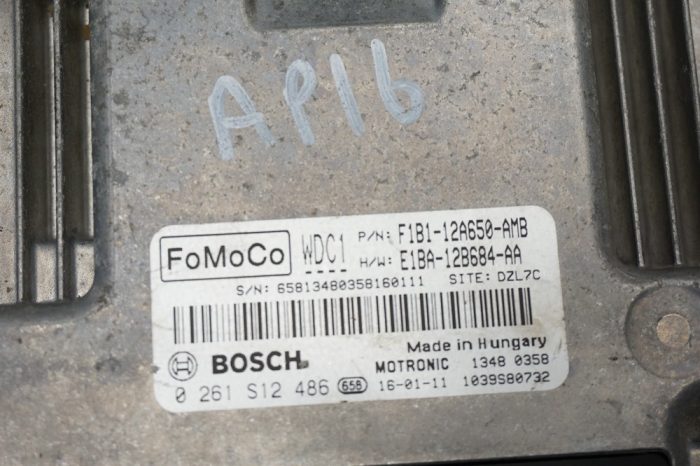 AP16
FoMoCo WDC1 P/N: F1B1-12A650-AMB
H/W: E1BA-12B684-AA
S/N: 65813480358160111 SITE: DZL7C
Made in Hungary
BOSCH MOTRONIC 1348 0358
0 261 S12 486 658 16-01-11 1039S80732